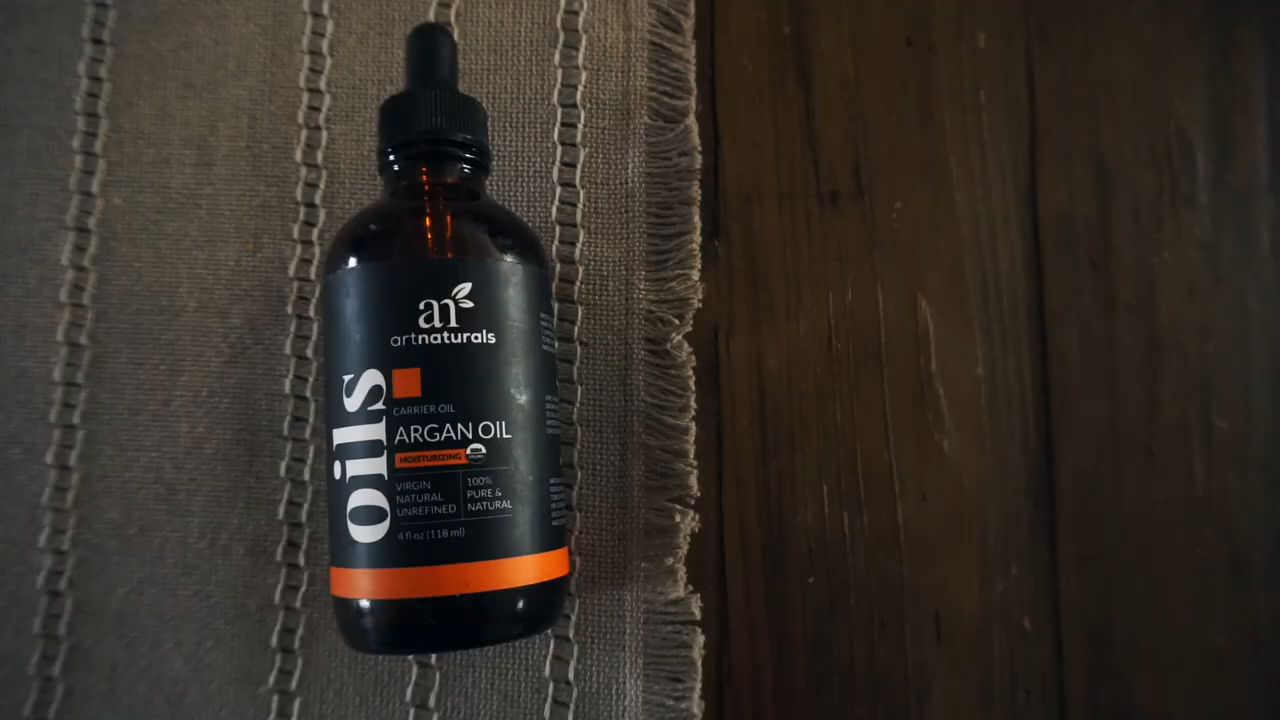 ar
artnaturals
oils
CARRIER OIL
ARGAN OIL
MOISTURIZING
VIRGIN
NATURAL
UNREFINED
100%
PURE &
NATURAL
4 fl oz (118 ml)